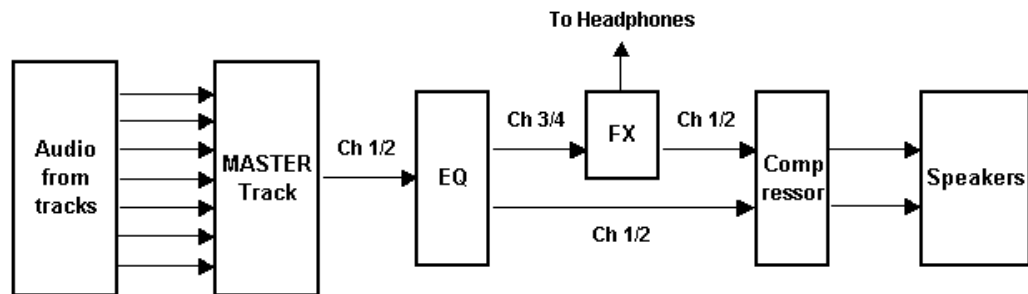 To Headphones
Audio
from
tracks
MASTER
Track
Ch 1/2
EQ
Ch 3/4
FX
Ch 1/2
Ch 1/2
Comp
ressor
Speakers